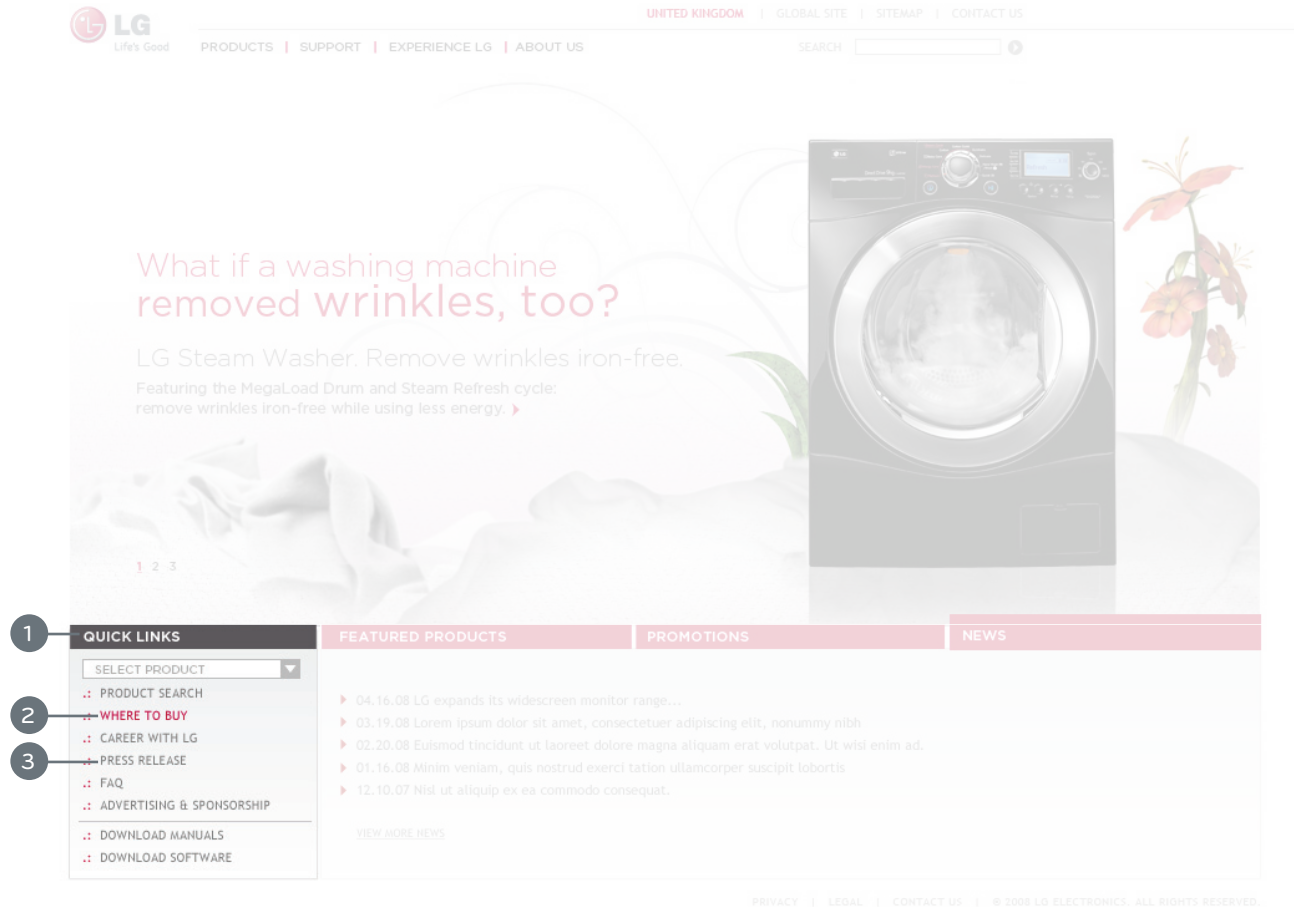 LG
Life's Good
UNITED KINGDOM | GLOBAL SITE | SITEMAP | CONTACT US
PRODUCTS | SUPPORT | EXPERIENCE LG | ABOUT US
SEARCH
What if a washing machine
removed wrinkles, too?
LG Steam Washer. Remove wrinkles iron-free.
Featuring the MegaLoad Drum and Steam Refresh cycle:
remove wrinkles iron-free while using less energy.
1 2 3
1
QUICK LINKS
SELECT PRODUCT
.: PRODUCT SEARCH
2
.: WHERE TO BUY
.: CAREER WITH LG
3
.: PRESS RELEASE
.: FAQ
.: ADVERTISING & SPONSORSHIP
.: DOWNLOAD MANUALS
.: DOWNLOAD SOFTWARE
FEATURED PRODUCTS
PROMOTIONS
NEWS
04.16.08 LG expands its widescreen monitor range...
03.19.08 Lorem ipsum dolor sit amet, consectetuer adipiscing elit, nonummy nibh
02.20.08 Euismod tincidunt ut laoreet dolore magna aliquam erat volutpat. Ut wisi enim ad.
01.16.08 Minim veniam, quis nostrud exerci tation ullamcorper suscipit lobortis
12.10.07 Nisl ut aliquip ex ea commodo consequat.
VIEW MORE NEWS
PRIVACY | LEGAL | CONTACT US | © 2008 LG ELECTRONICS. ALL RIGHTS RESERVED.